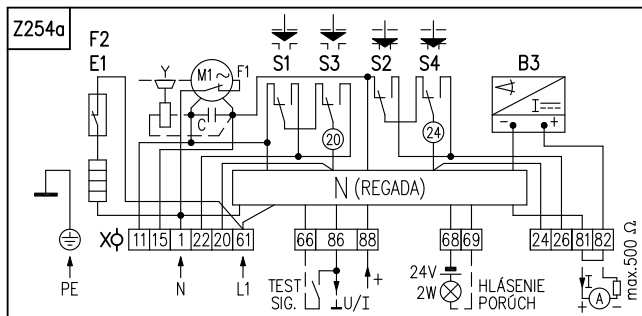 Z254a
F2
E1
Y
M1 ~
F1
C
S1 S3 S2 S4
B3
20
24
I
- +
N (REGADA)
X
11 15 1 22 20 61
66 86 88
68 69
24 26 81 82
PE
N
L1
TEST
SIG.
U/I
+
24V
2W
HLÁSENIE
PORÚCH
I
A
+ -
max.500 Ω